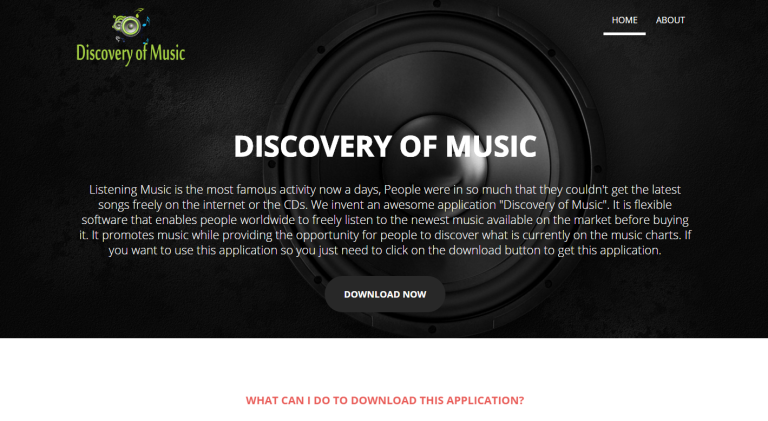 Discovery of Music
HOME ABOUT
DISCOVERY OF MUSIC
Listening Music is the most famous activity now a days, People were in so much that they couldn't get the latest
songs freely on the internet or the CDs. We invent an awesome application "Discovery of Music". It is flexible
software that enables people worldwide to freely listen to the newest music available on the market before buying
it. It promotes music while providing the opportunity for people to discover what is currently on the music charts. If
you want to use this application so you just need to click on the download button to get this application.
DOWNLOAD NOW
WHAT CAN I DO TO DOWNLOAD THIS APPLICATION?